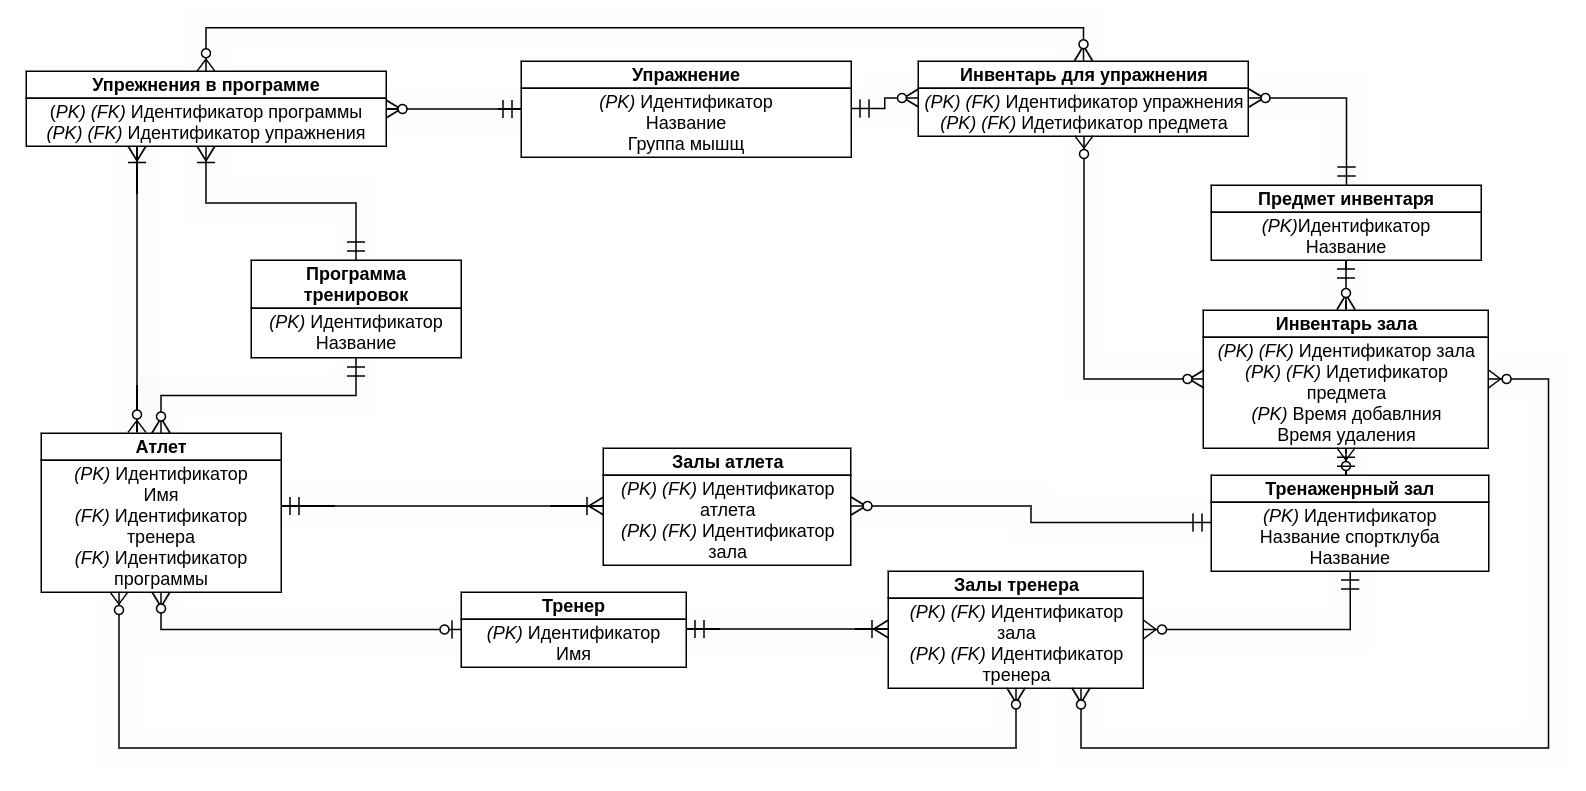 Упрежнения в программе
(PK) (FK) Идентификатор программы
(PK) (FK) Идентификатор упражнения
Упражнение
(PK) Идентификатор
Название
Группа мышщ
Инвентарь для упражнения
(PK) (FK) Идентификатор упражнения
(PK) (FK) Идетификатор предмета
Предмет инвентаря
(PK)Идентификатор
Название
Программа
тренировок
(PK) Идентификатор
Название
Инвентарь зала
(PK) (FK) Идентификатор зала
(PK) (FK) Идетификатор
предмета
(PK) Время добавлния
Время удаления
Атлет
(PK) Идентификатор
Имя
(FK) Идентификатор
тренера
(FK) Идентификатор
программы
Залы атлета
(PK) (FK) Идентификатор
атлета
(PK) (FK) Идентификатор
зала
Тренаженрный зал
(PK) Идентификатор
Название спортклуба
Название
Тренер
(PK) Идентификатор
Имя
Залы тренера
(PK) (FK) Идентификатор
зала
(PK) (FK) Идентификатор
тренера